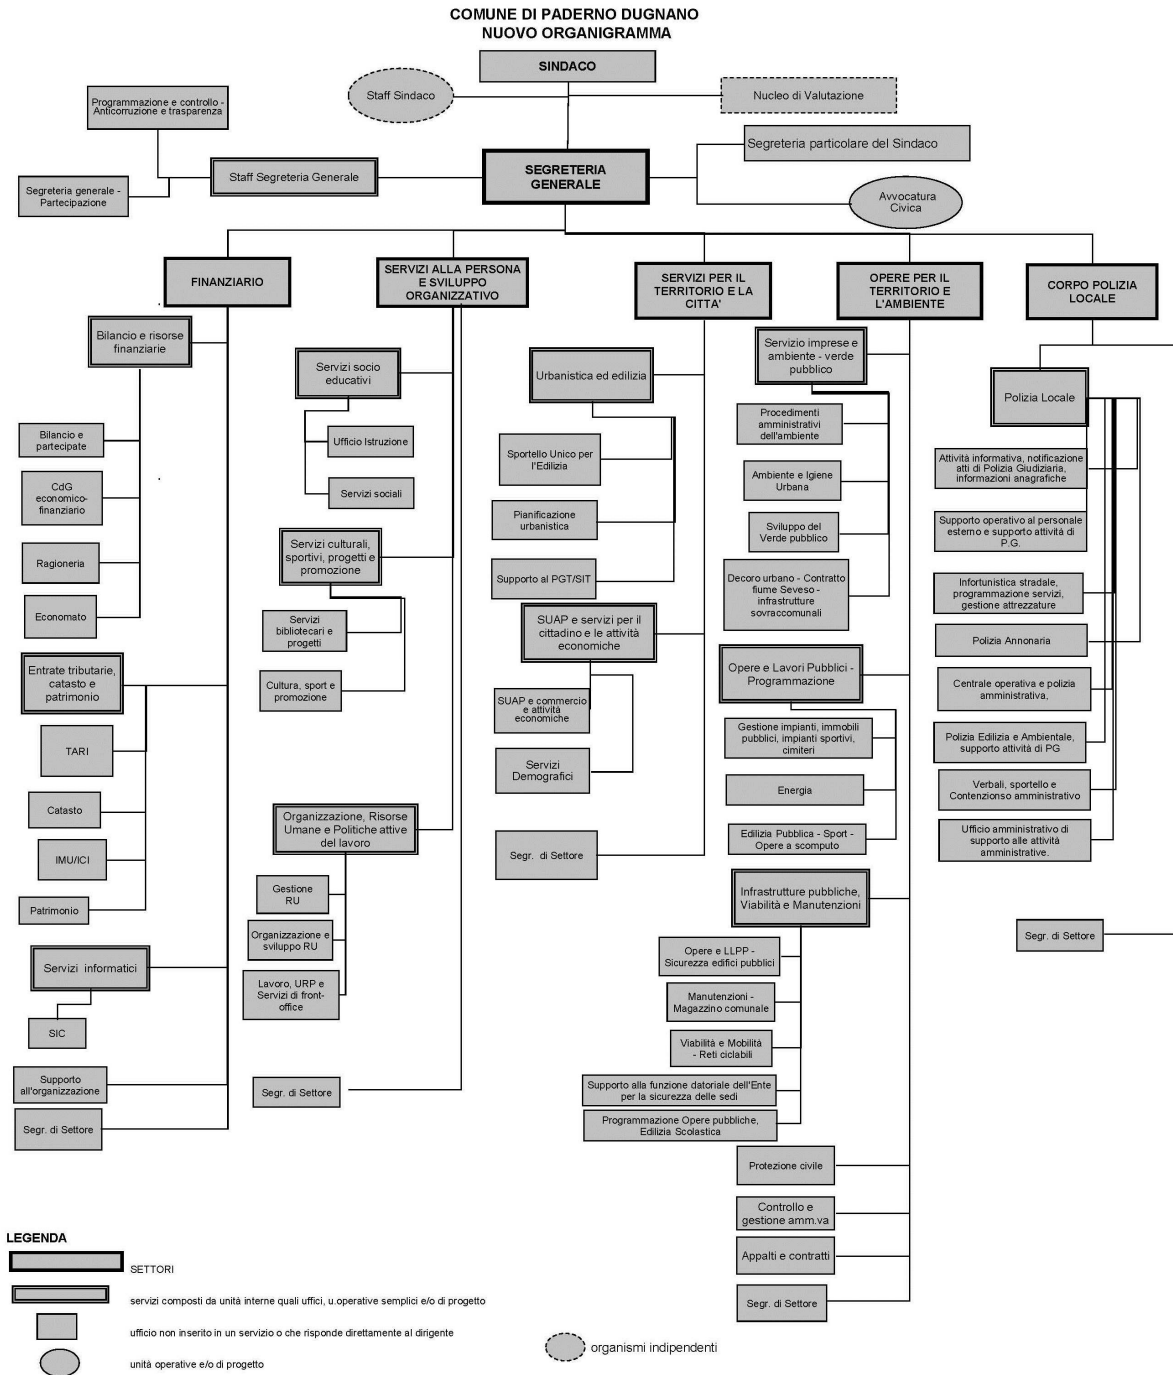 COMUNE DI PADERNO DUGNANO
NUOVO ORGANIGRAMMA
SINDACO
Staff Sindaco
Nucleo di Valutazione
Programmazione e controllo -
Anticorruzione e trasparenza
Segreteria particolare del Sindaco
SEGRETERIA
GENERALE
Staff Segreteria Generale
Segreteria generale -
Partecipazione
Avvocatura
Civica
FINANZIARIO
Bilancio e risorse
finanziarie
Bilancio e
partecipate
CdG
economico-
finanziario
Ragioneria
Economato
Entrate tributarie,
catasto e
patrimonio
TARI
Catasto
IMU/ICI
Patrimonio
Servizi informatici
SIC
Supporto
all'organizzazione
Segr. di Settore
SERVIZI ALLA PERSONA
E SVILUPPO
ORGANIZZATIVO
Servizi socio
educativi
Ufficio Istruzione
Servizi sociali
Servizi culturali,
sportivi, progetti e
promozione
Servizi
bibliotecari e
progetti
Cultura, sport e
promozione
Organizzazione, Risorse
Umane e Politiche attive
del lavoro
Gestione
RU
Organizzazione e
sviluppo RU
Lavoro, URP e
Servizi di front-
office
Segr. di Settore
SERVIZI PER IL
TERRITORIO E LA
CITTA'
Urbanistica ed edilizia
Sportello Unico per
l'Edilizia
Pianificazione
urbanistica
Supporto al PGT/SIT
SUAP e servizi per il
cittadino e le attività
economiche
SUAP e commercio
e attività
economiche
Servizi
Demografici
Segr. di Settore
OPERE PER IL
TERRITORIO E
L'AMBIENTE
Servizio imprese e
ambiente - verde
pubblico
Procedimenti
amministrativi
dell'ambiente
Ambiente e Igiene
Urbana
Sviluppo del
Verde pubblico
Decoro urbano - Contratto
fiume Seveso -
infrastrutture
sovraccomunali
Opere e Lavori Pubblici -
Programmazione
Gestione impianti, immobili
pubblici, impianti sportivi,
cimiteri
Energia
Edilizia Pubblica - Sport -
Opere a scomputo
Infrastrutture pubbliche,
Viabilità e Manutenzioni
Opere e LLPP -
Sicurezza edifici pubblici
Manutenzioni -
Magazzino comunale
Viabilità e Mobilità
- Reti ciclabili
Supporto alla funzione datoriale dell'Ente
per la sicurezza delle sedi
Programmazione Opere pubbliche,
Edilizia Scolastica
Protezione civile
Controllo e
gestione amm.va
Appalti e contratti
Segr. di Settore
CORPO POLIZIA
LOCALE
Polizia Locale
Attività informativa, notificazione
atti di Polizia Giudiziaria,
informazioni anagrafiche
Supporto operativo al personale
esterno e supporto attività di
P.G.
Infortunistica stradale,
programmazione servizi,
gestione attrezzature
Polizia Annonaria
Centrale operativa e polizia
amministrativa,
Polizia Edilizia e Ambientale,
supporto attività di PG
Verbali, sportello e
Contenzionso amministrativo
Ufficio amministrativo di
supporto alle attività
amministrative.
Segr. di Settore
LEGENDA
SETTORI
servizi composti da unità interne quali uffici, u.operative semplici e/o di progetto
ufficio non inserito in un servizio o che risponde direttamente al dirigente
unità operative e/o di progetto
organismi indipendenti